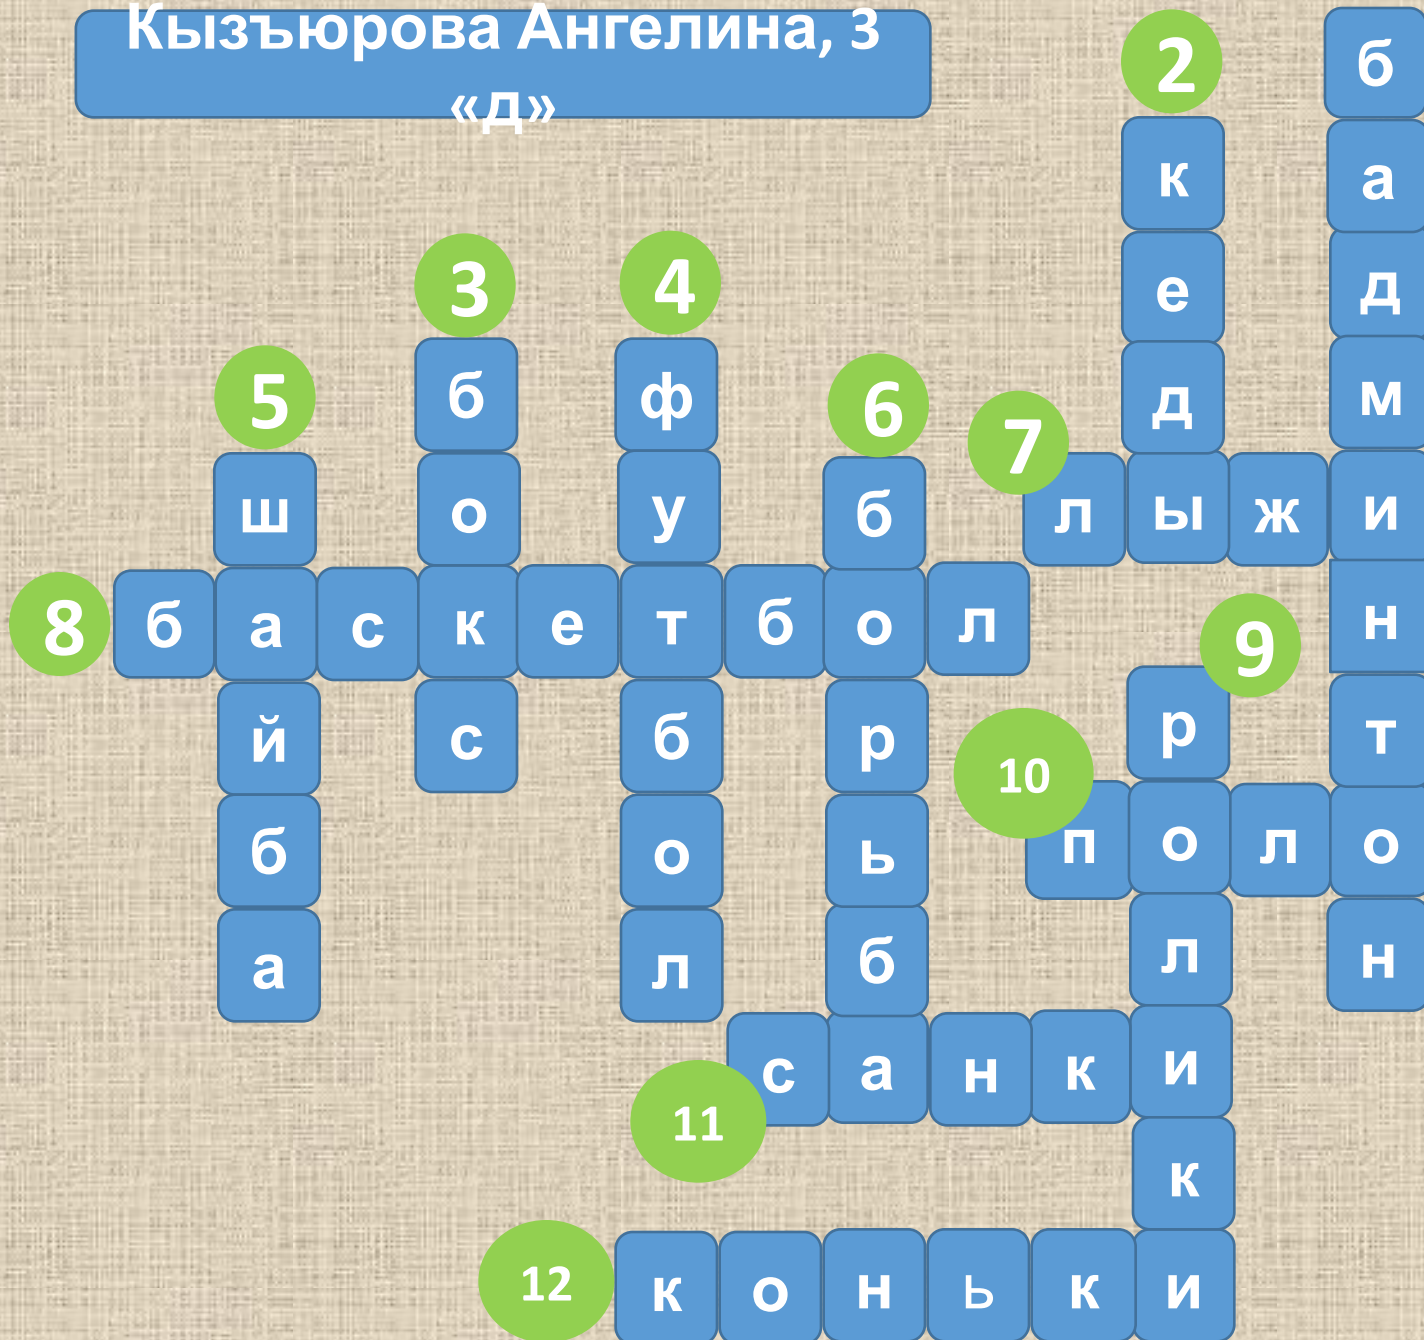 Кызъюрова Ангелина, 3
«д»
2
б
к
а
е
д
3
4
д
м
5
б
ф
6
7
ш
о
у
б
л ы ж и
8
б а с к е т б о л
н
9
й
с
б
р
р
т
10
б
о
ь
п о л о
а
л
б
л
н
с а н к и
11
к
12
к о н ь к и